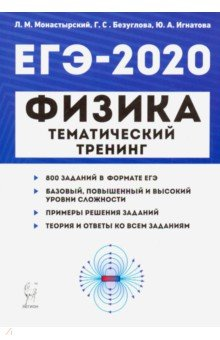 Л. М. Монастырский, Г. С. Безуглова, Ю. А. Игнатова
ЕГЭ-2020
ФИЗИКА
ТЕМАТИЧЕСКИЙ
ТРЕНИНГ
800 ЗАДАНИЙ В ФОРМАТЕ ЕГЭ
БАЗОВЫЙ, ПОВЫШЕННЫЙ И ВЫСОКИЙ
УРОВНИ СЛОЖНОСТИ
ПРИМЕРЫ РЕШЕНИЯ ЗАДАНИЙ
ТЕОРИЯ И ОТВЕТЫ КО ВСЕМ ЗАДАНИЯМ
ЛЕГИОН